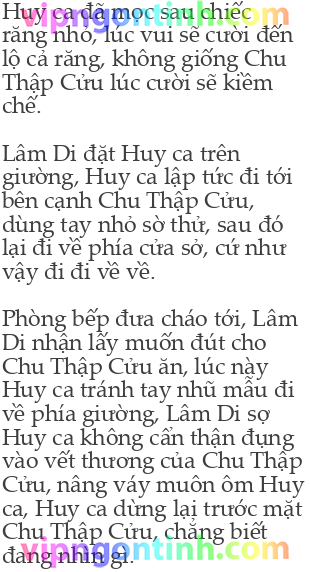 Huy ca đã mọc sau chiếc
vipngontinh.com
răng nhỏ, lúc vui sẽ cười đến
lộ cả răng, không giống Chu
Thập Cửu lúc cười sẽ kiềm
chế.
Lâm Di đặt Huy ca trên
giường, Huy ca lập tức đi tới
bên cạnh Chu Thập Cửu,
dùng tay nhỏ sờ thử, sau đó
lại đi về phía cửa sở, cứ như
vậy đi đi về về.
Phòng bếp đưa cháo tới, Lâm
Di nhận lấy muốn đút cho
Chu Thập Cửu ăn, lúc này
Huy ca tránh tay nhũ mẫu đi
về phía giường, Lâm Di sợ
Huy ca không cẩn thận đụng
vào vết thương của Chu Thập
Cửu, nâng váy muôn ôm Huy
ca, Huy ca dừng lại trước mặt
Chu Thập Cửu, chẳng biết
vipngontinh.com
đang nhìn gì.